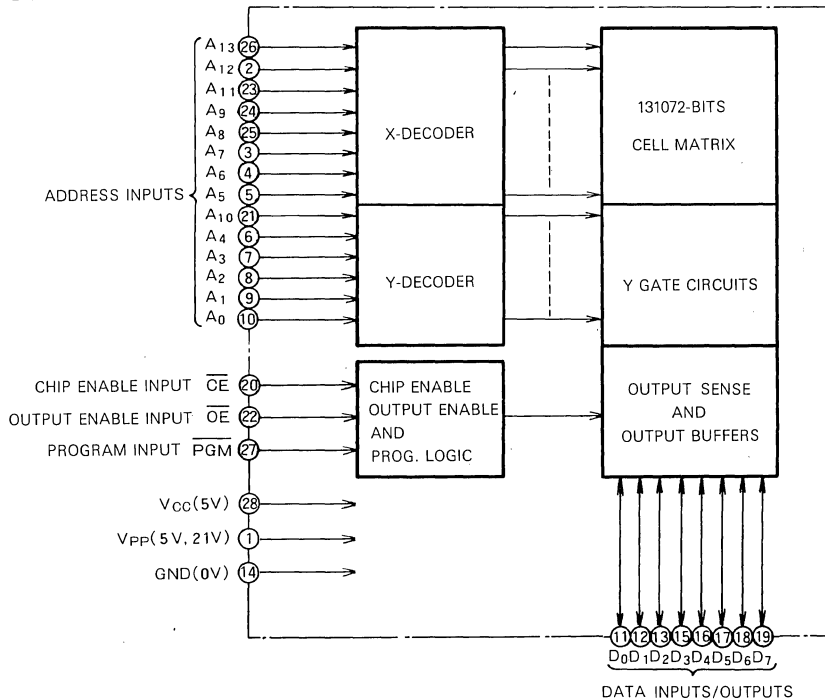 A13 26
A12 2
A11 23
A9 24
A8 25
A7 3
A6 4
A5 5
A10 21
A4 6
A3 7
A2 8
A1 9
A0 10
ADDRESS INPUTS
X-DECODER
Y-DECODER
131072-BITS
CELL MATRIX
Y GATE CIRCUITS
CHIP ENABLE INPUT CE 20
OUTPUT ENABLE INPUT OE 22
PROGRAM INPUT PGM 27
CHIP ENABLE
OUTPUT ENABLE
AND
PROG. LOGIC
OUTPUT SENSE
AND
OUTPUT BUFFERS
VCC(5V) 28
VPP(5V, 21V) 1
GND(0V) 14
11 12 13 15 16 17 18 19
D0 D1 D2 D3 D4 D5 D6 D7
DATA INPUTS/OUTPUTS